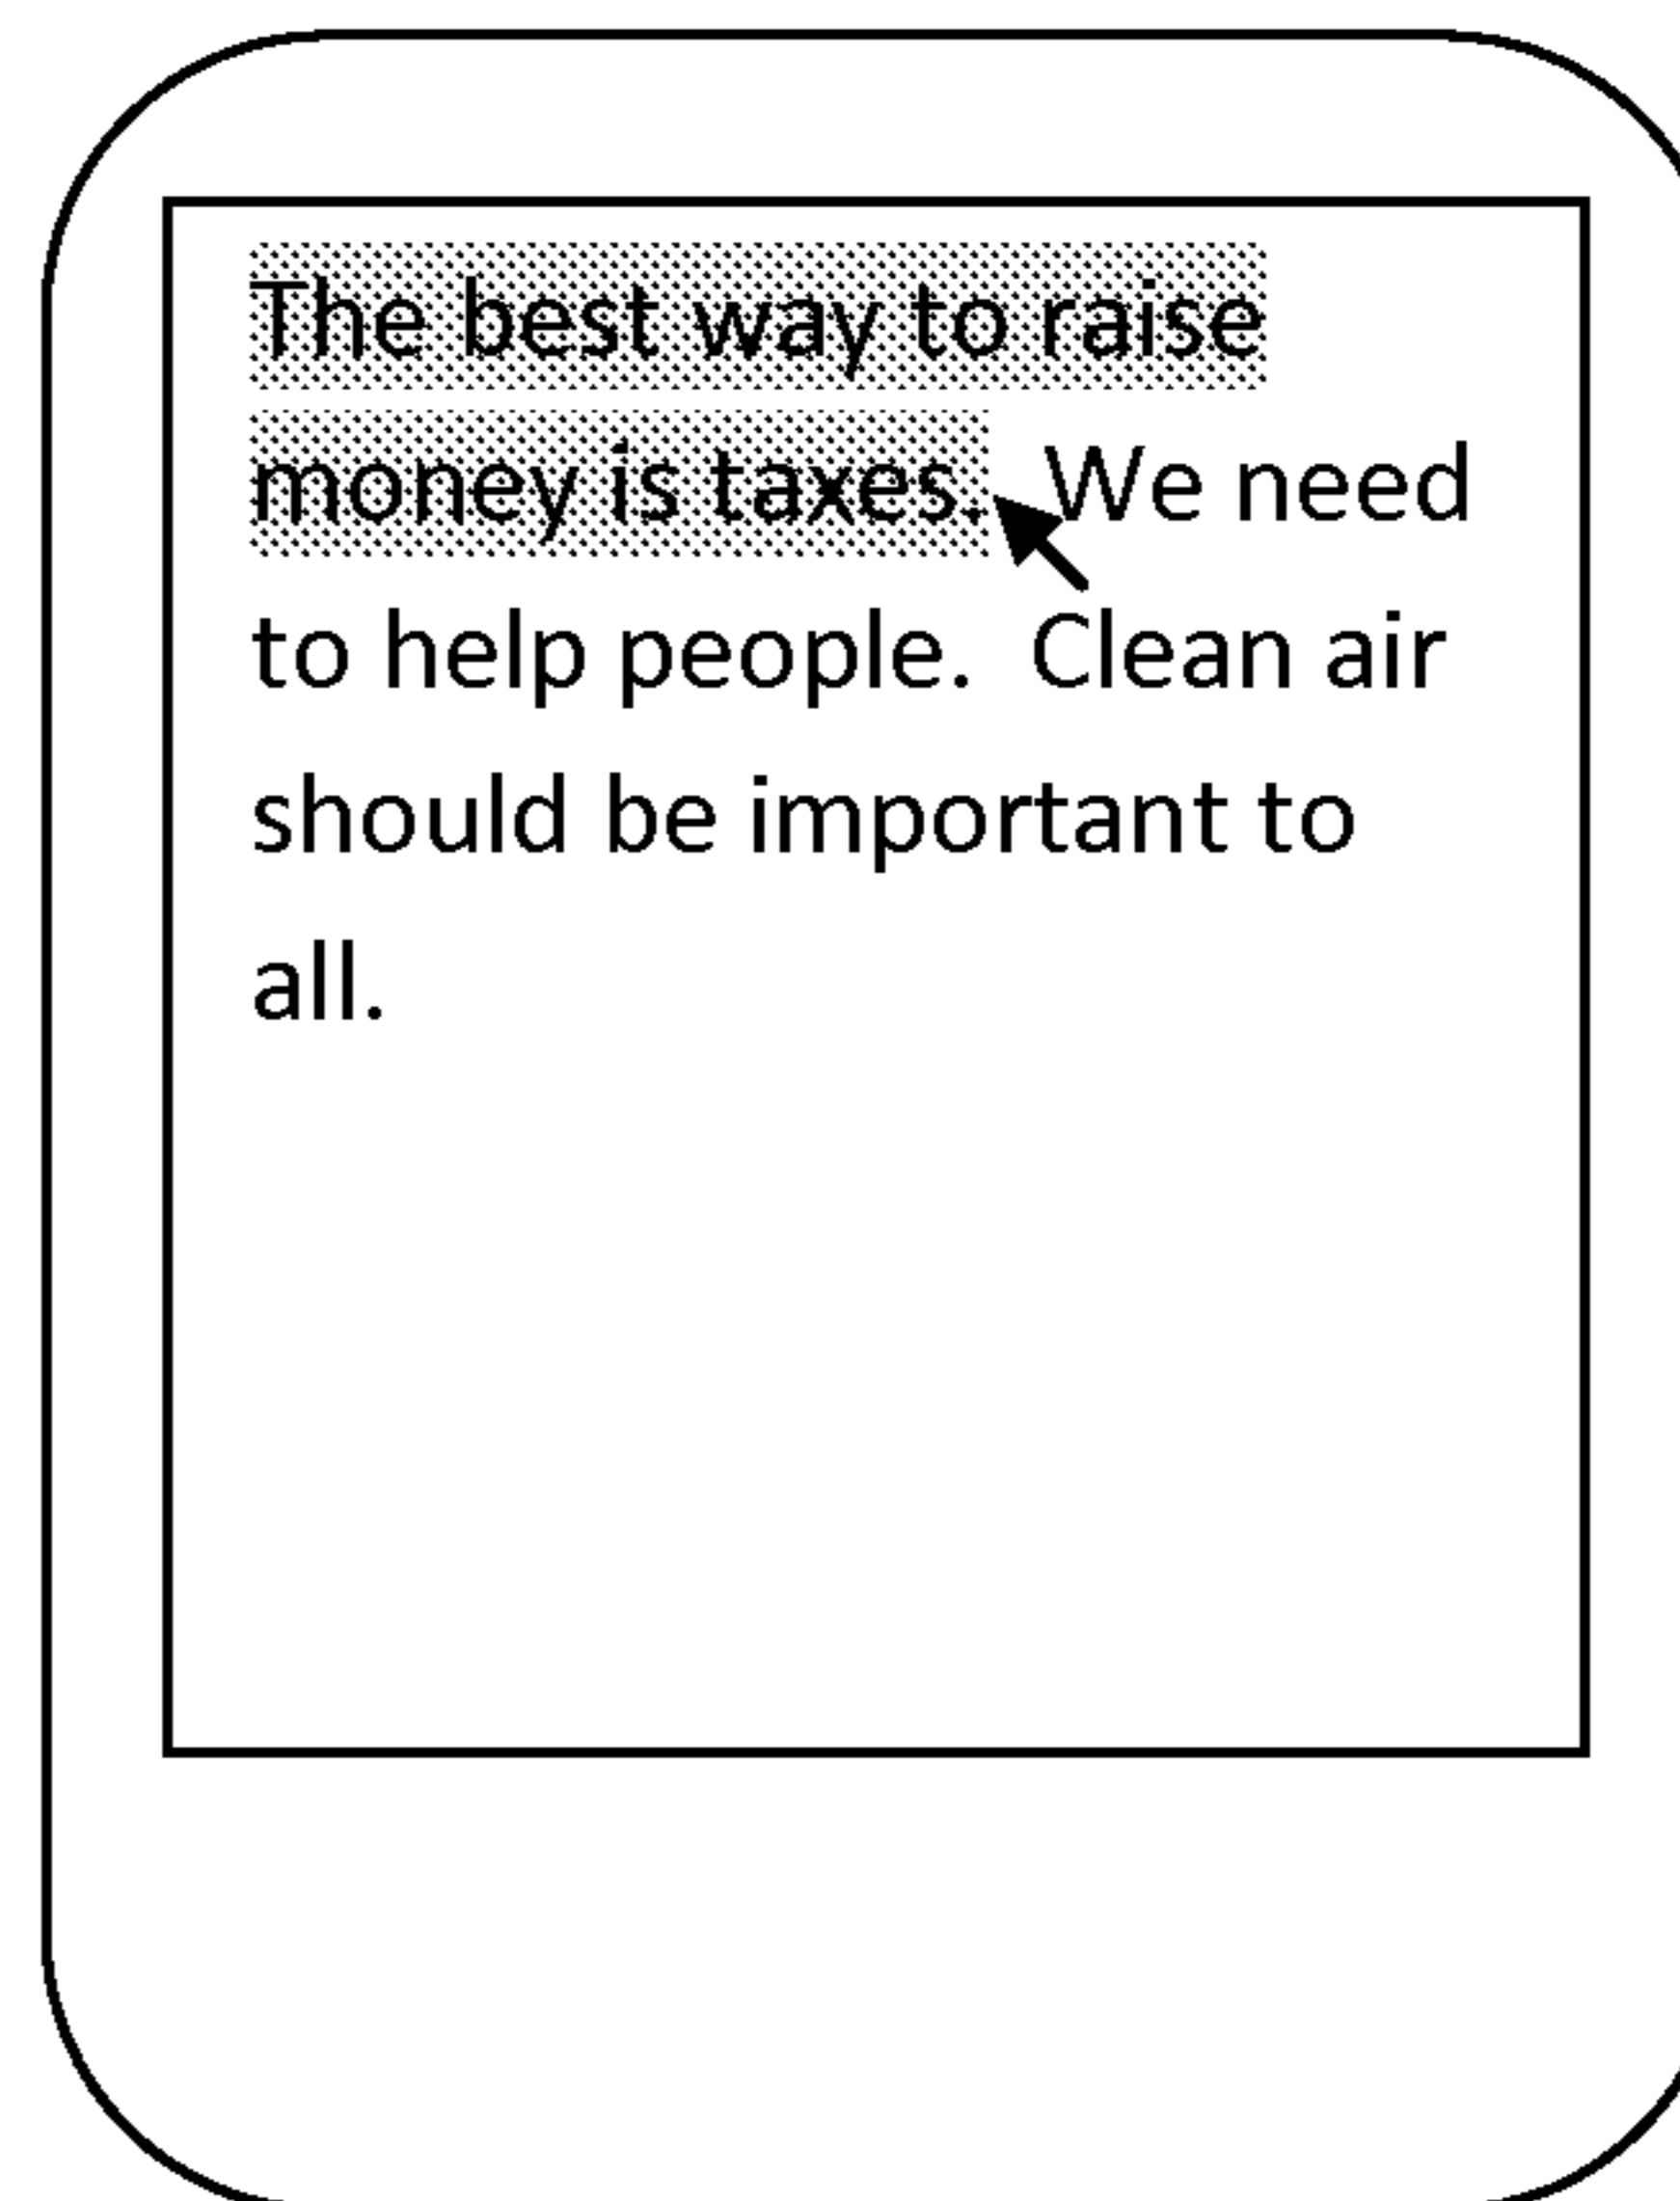 The best way to raise
money is taxes.  We need
to help people.  Clean air
should be important to
all.